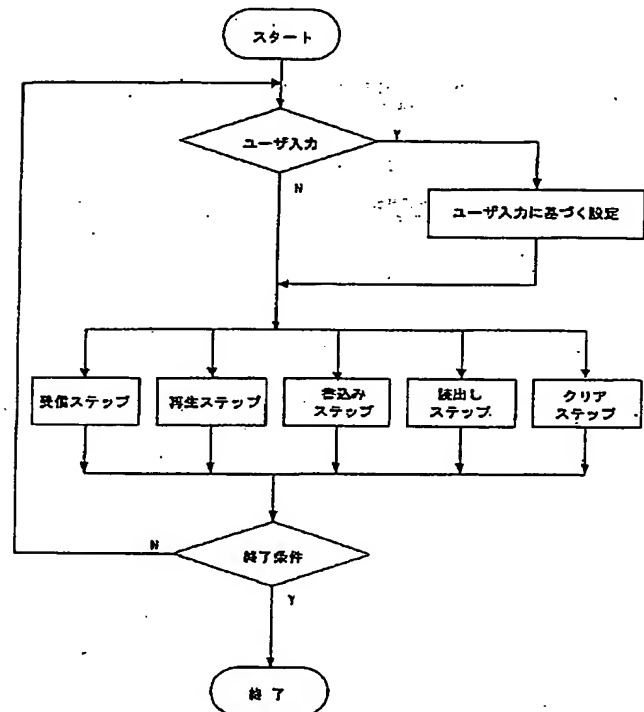 スタート
ユーザ入力
Y
N
ユーザ入力に基づく設定
受信ステップ
再生ステップ
書込み
ステップ
読出し
ステップ
クリア
ステップ
N
終了条件
Y
終了